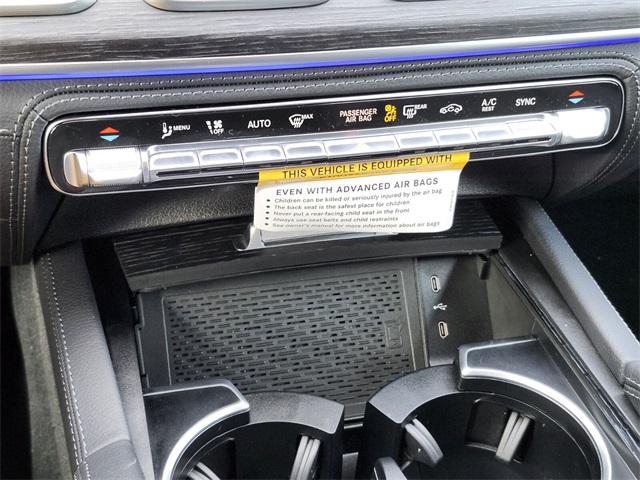 MENU
OFF
AUTO
MAX
PASSENGER
AIR BAG
OFF
REAR
A/C
REST
SYNC
THIS VEHICLE IS EQUIPPED WITH
EVEN WITH ADVANCED AIR BAGS
• Children can be killed or seriously injured by the air bag
• The back seat is the safest place for children
• Never put a rear-facing child seat in the front
• Always use seat belts and child restraints
• See owner's manual for more information about air bags